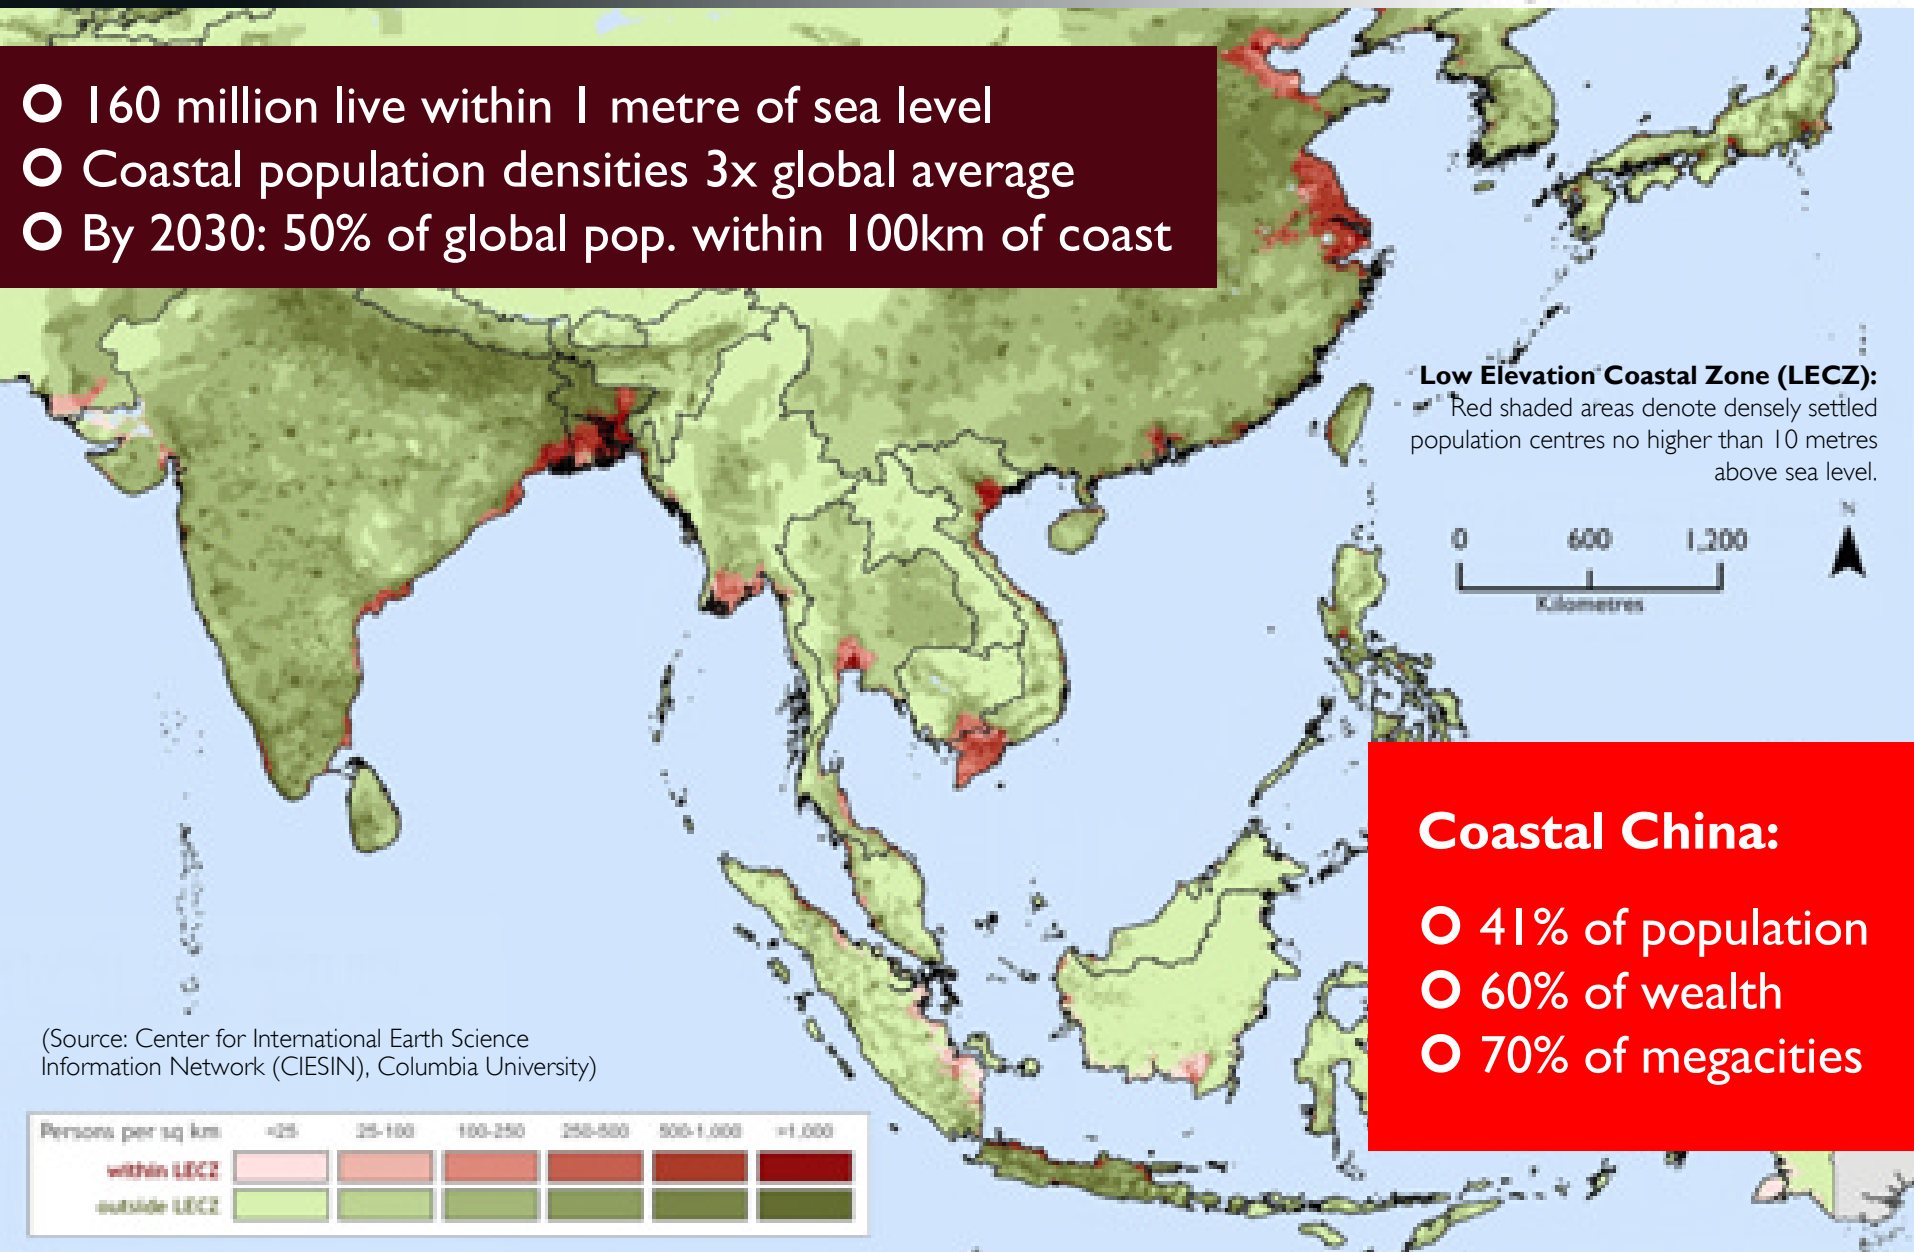 160 million live within 1 metre of sea level
Coastal population densities 3x global average
By 2030: 50% of global pop. within 100km of coast
Low Elevation Coastal Zone (LECZ):
Red shaded areas denote densely settled
population centres no higher than 10 metres
above sea level.
N
0 600 1,200
Kilometres
Coastal China:
41% of population
60% of wealth
70% of megacities
(Source: Center for International Earth Science
Information Network (CIESIN), Columbia University)
Persons per sq km <25 25-100 100-250 250-500 500-1,000 >1,000
within LECZ
outside LECZ